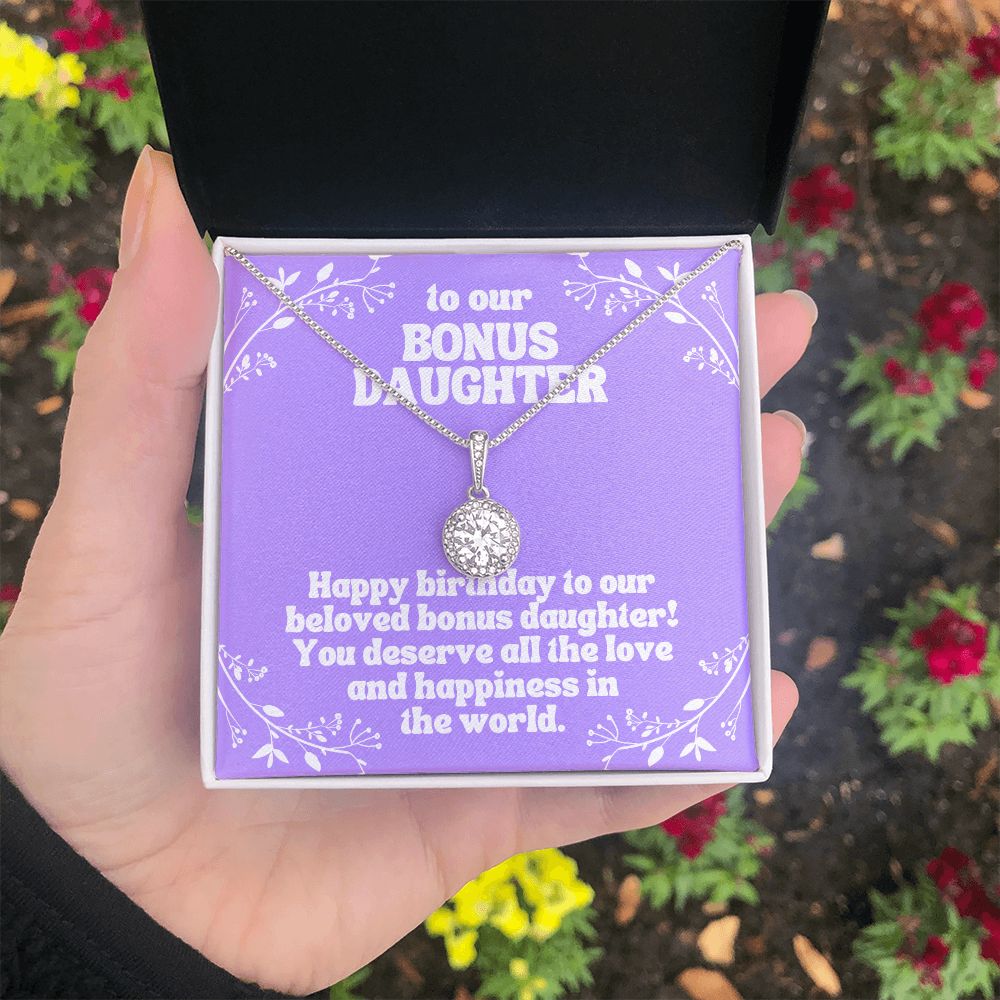 to our
BONUS
DAUGHTER
Happy birthday to our
beloved bonus daughter!
You deserve all the love
and happiness in
the world.